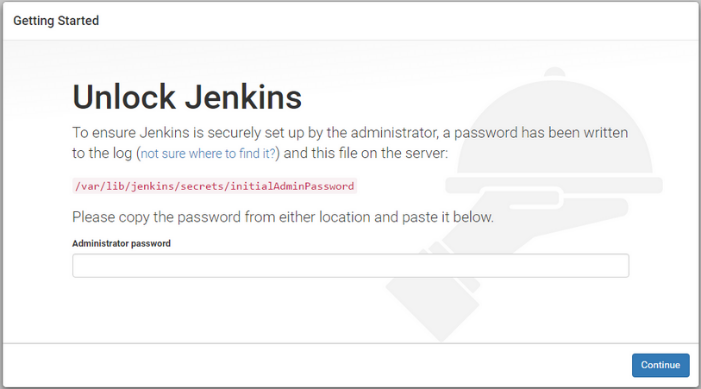 Getting Started
Unlock Jenkins
To ensure Jenkins is securely set up by the administrator, a password has been written
to the log (not sure where to find it?) and this file on the server:
/var/lib/jenkins/secrets/initialAdminPassword
Please copy the password from either location and paste it below.
Administrator password
Continue